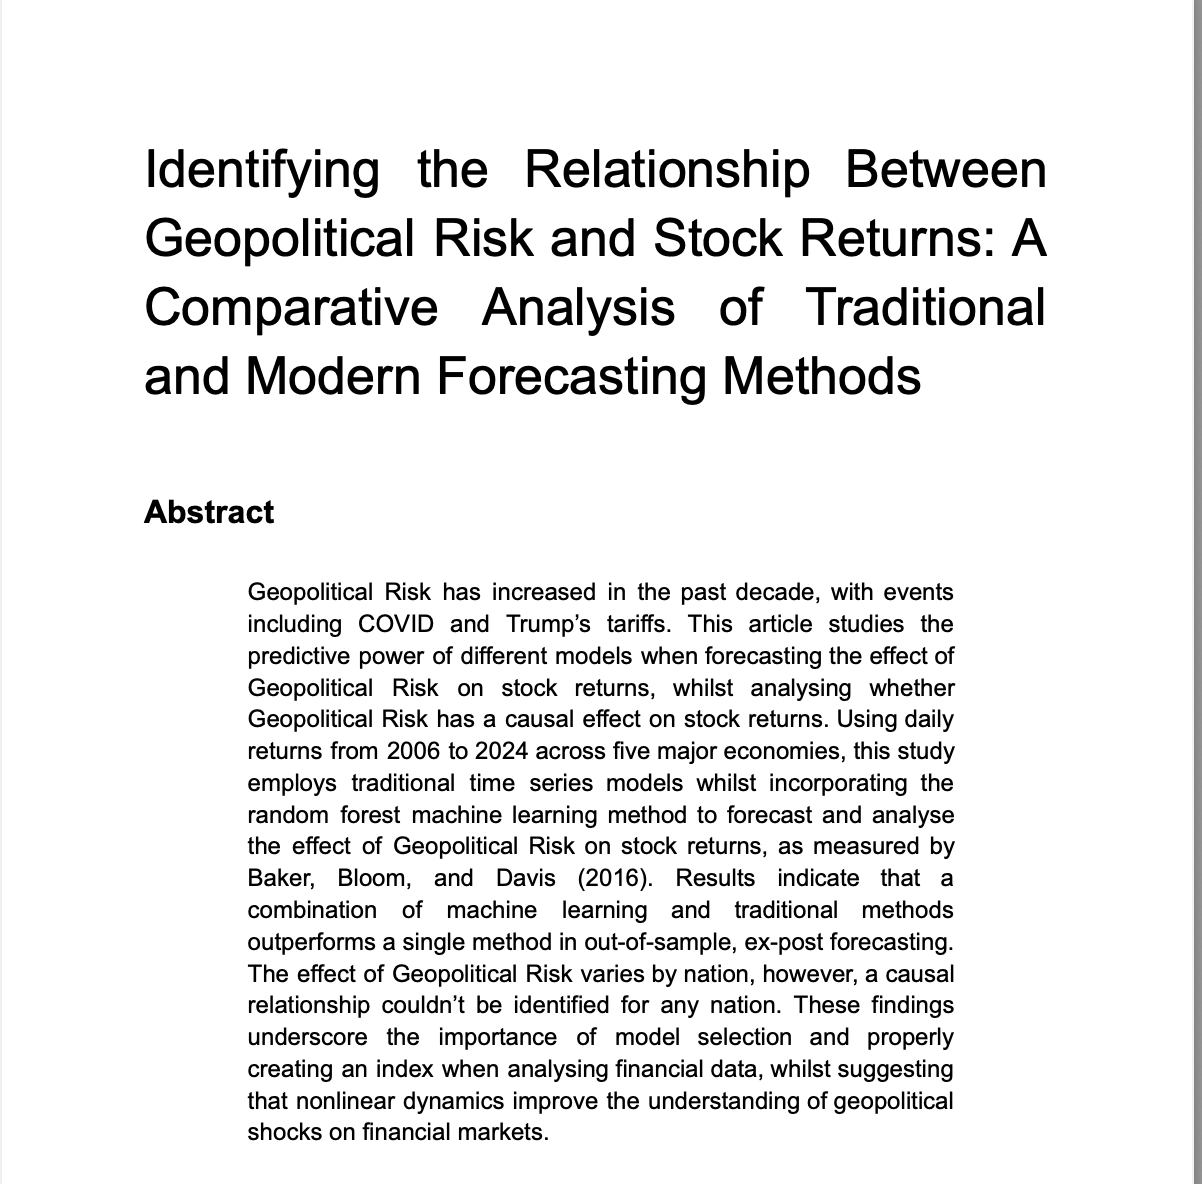 Identifying the Relationship Between
Geopolitical Risk and Stock Returns: A
Comparative Analysis of Traditional
and Modern Forecasting Methods
Abstract
Geopolitical Risk has increased in the past decade, with events
including COVID and Trump’s tariffs. This article studies the
predictive power of different models when forecasting the effect of
Geopolitical Risk on stock returns, whilst analysing whether
Geopolitical Risk has a causal effect on stock returns. Using daily
returns from 2006 to 2024 across five major economies, this study
employs traditional time series models whilst incorporating the
random forest machine learning method to forecast and analyse
the effect of Geopolitical Risk on stock returns, as measured by
Baker, Bloom, and Davis (2016). Results indicate that a
combination of machine learning and traditional methods
outperforms a single method in out-of-sample, ex-post forecasting.
The effect of Geopolitical Risk varies by nation, however, a causal
relationship couldn’t be identified for any nation. These findings
underscore the importance of model selection and properly
creating an index when analysing financial data, whilst suggesting
that nonlinear dynamics improve the understanding of geopolitical
shocks on financial markets.